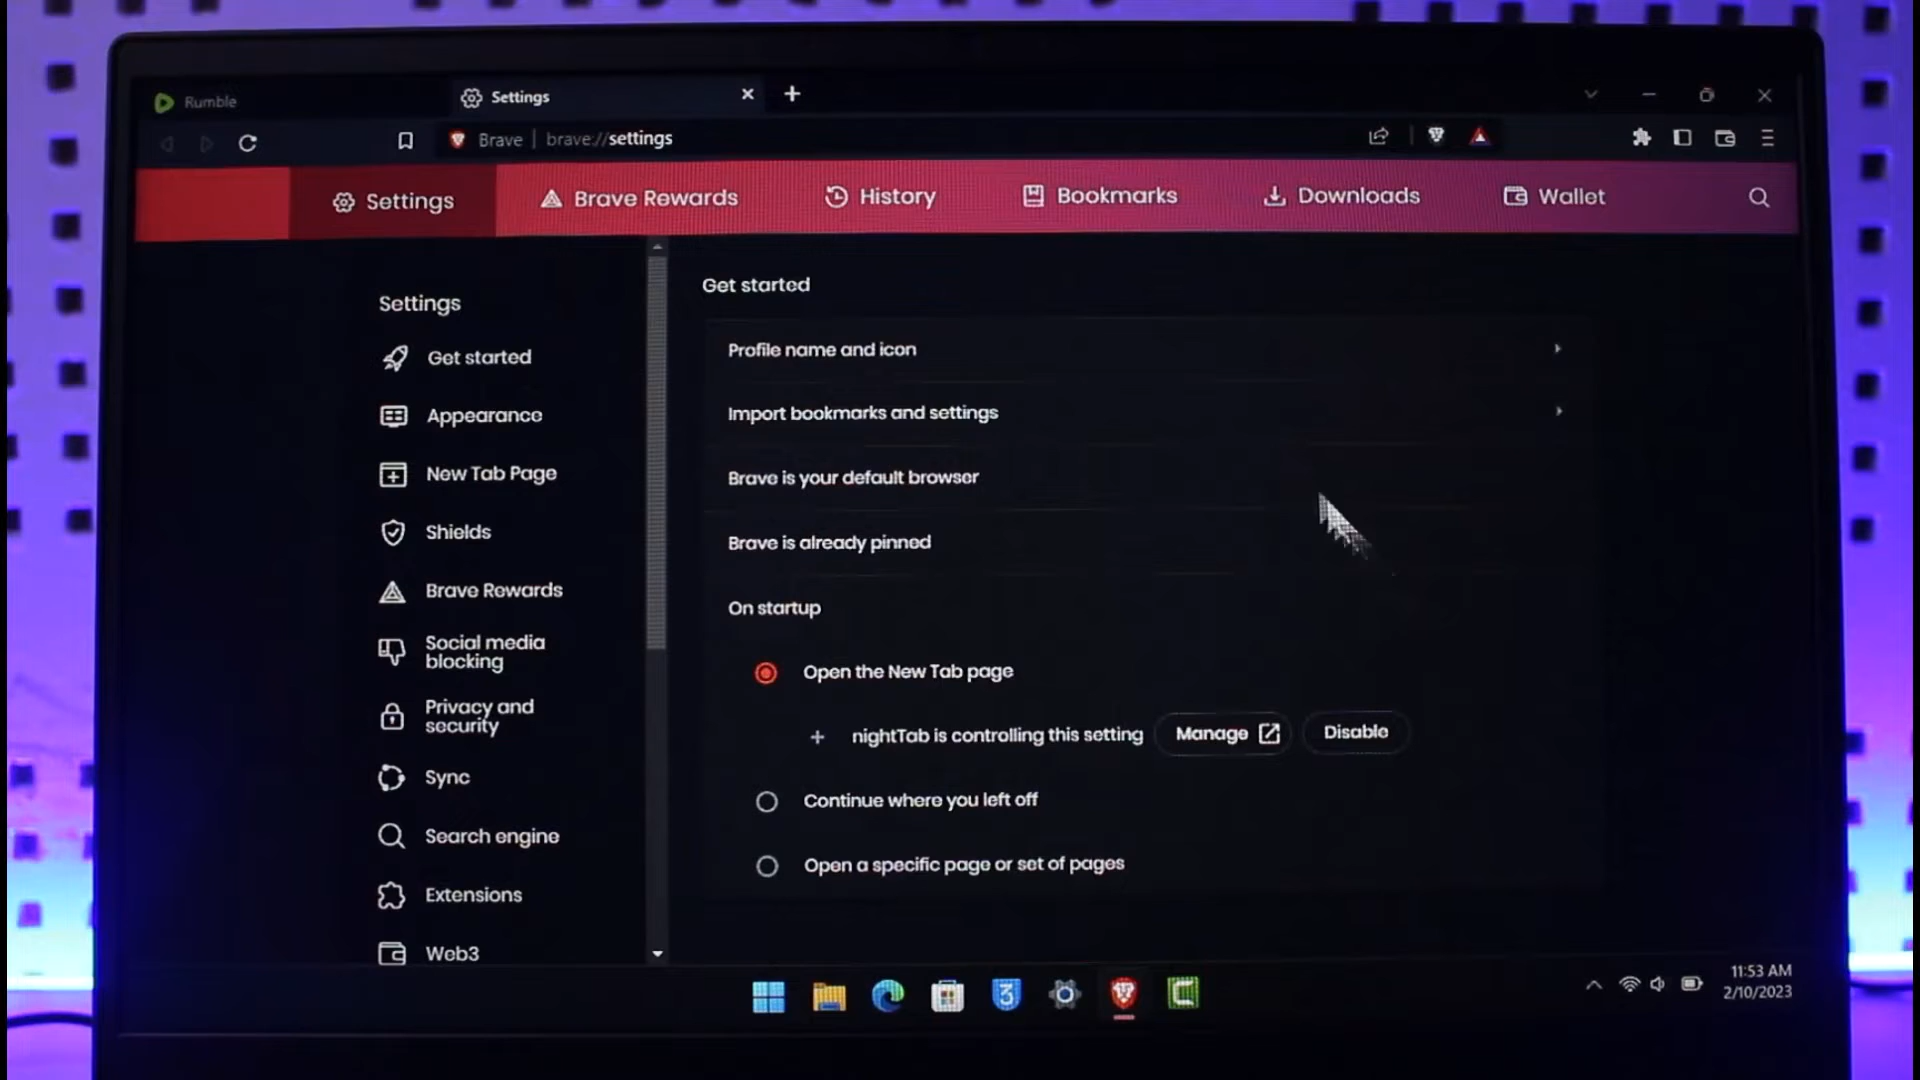 Rumble
Settings
Brave | brave://settings
Settings
Brave Rewards
History
Bookmarks
Downloads
Wallet
Settings
Get started
Appearance
New Tab Page
Shields
Brave Rewards
Social media
blocking
Privacy and
security
Sync
Search engine
Extensions
Web3
Get started
Profile name and icon
Import bookmarks and settings
Brave is your default browser
Brave is already pinned
On startup
Open the New Tab page
nightTab is controlling this setting
Manage
Disable
Continue where you left off
Open a specific page or set of pages
3
11:53 AM
2/10/2023